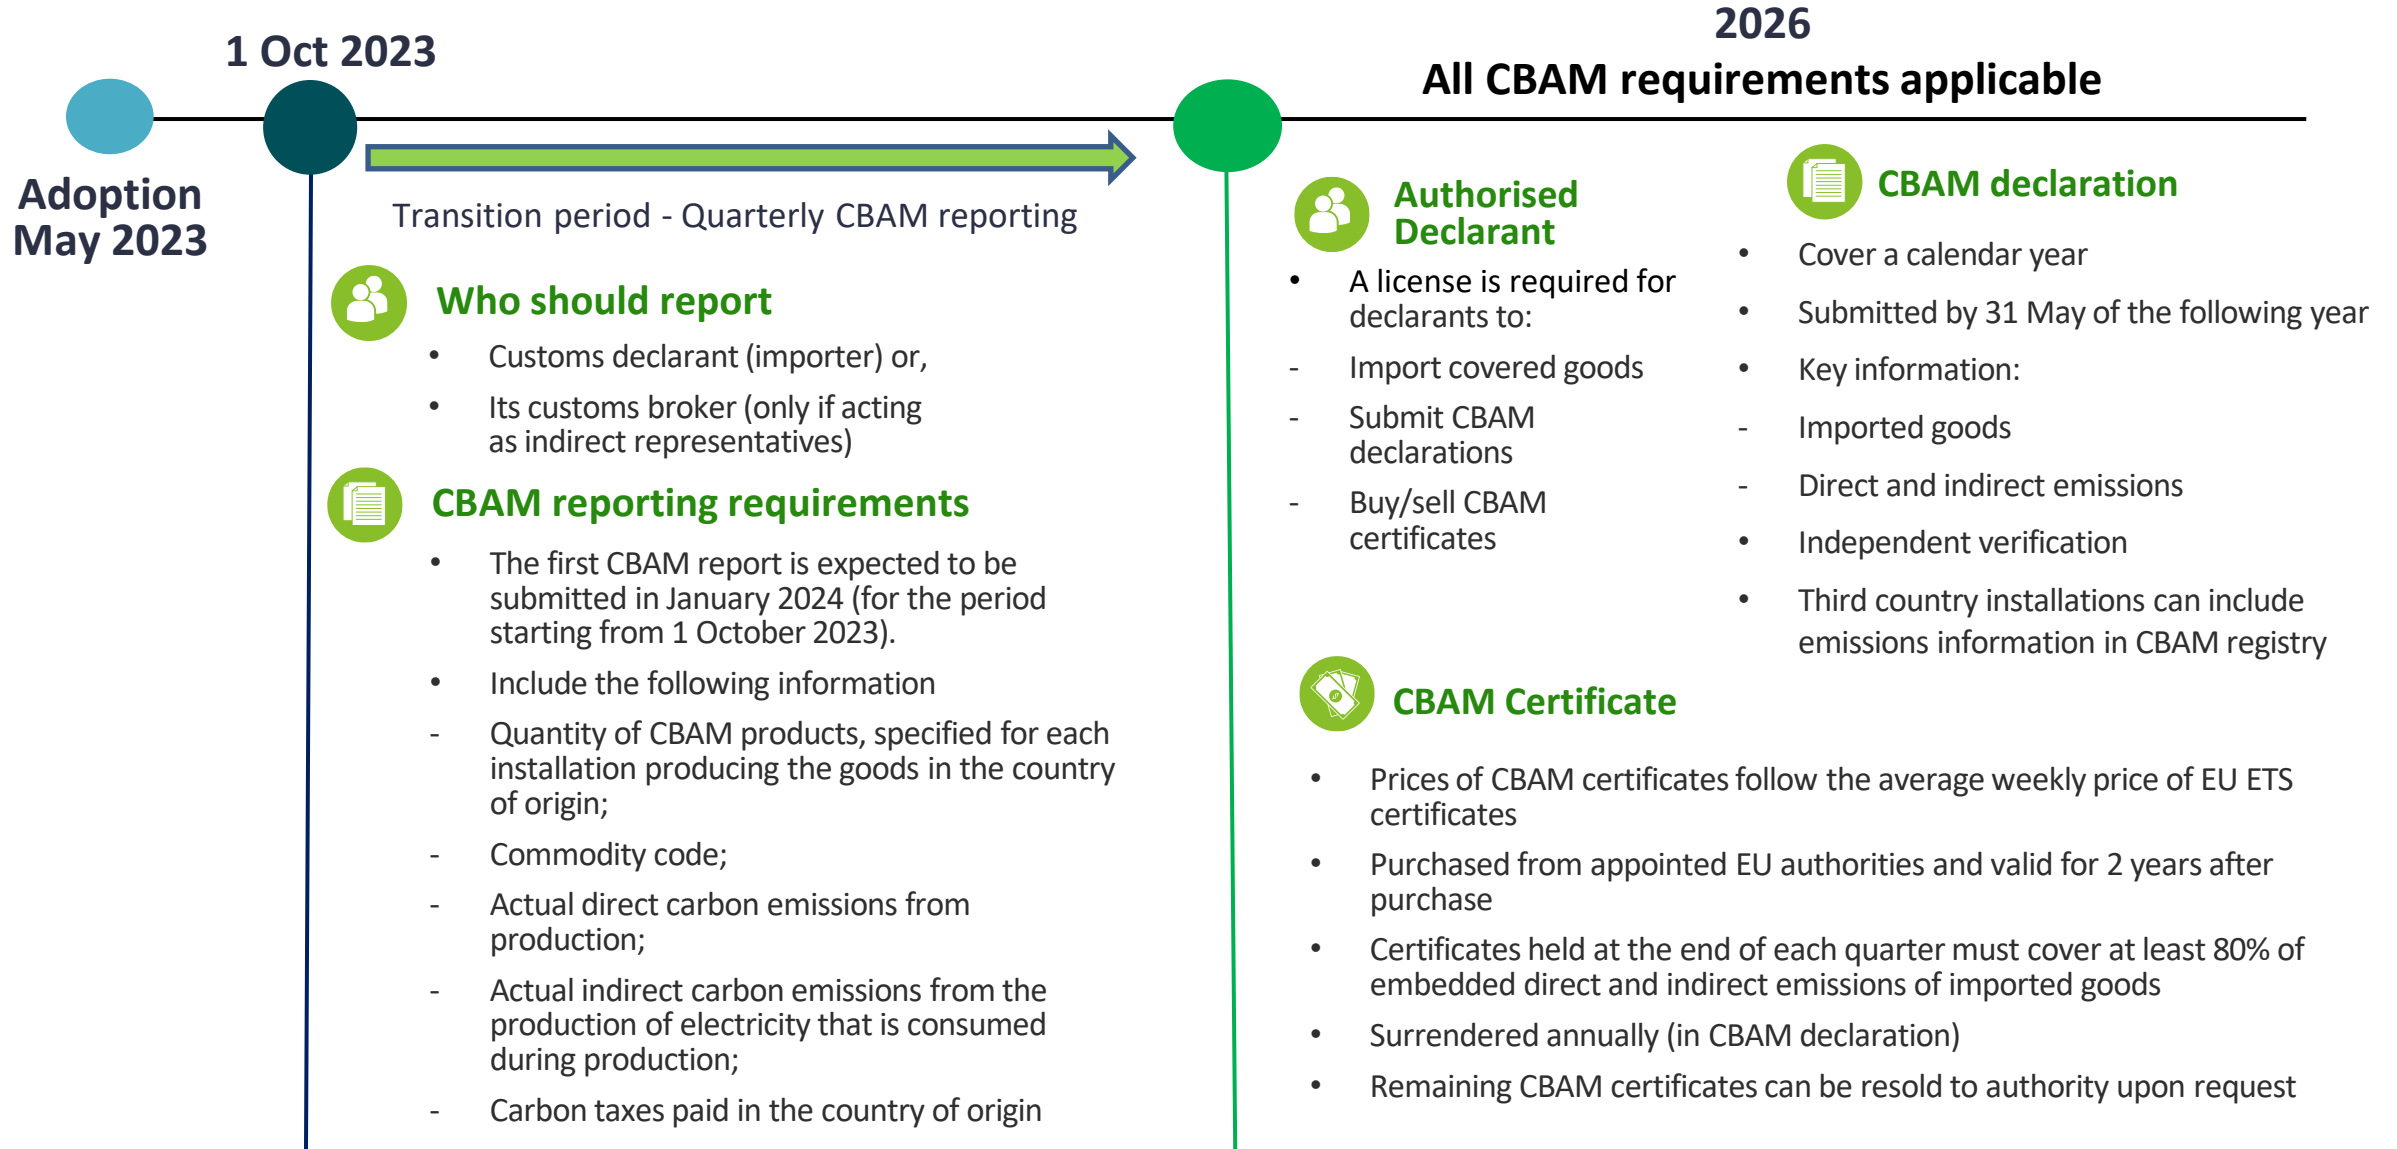 1 Oct 2023
2026
All CBAM requirements applicable
Adoption
May 2023
Transition period - Quarterly CBAM reporting
Who should report
• Customs declarant (importer) or,
• Its customs broker (only if acting
as indirect representatives)
CBAM reporting requirements
• The first CBAM report is expected to be
submitted in January 2024 (for the period
starting from 1 October 2023).
• Include the following information
- Quantity of CBAM products, specified for each
installation producing the goods in the country
of origin;
- Commodity code;
- Actual direct carbon emissions from
production;
- Actual indirect carbon emissions from the
production of electricity that is consumed
during production;
- Carbon taxes paid in the country of origin
Authorised
Declarant
• A license is required for
declarants to:
- Import covered goods
- Submit CBAM
declarations
- Buy/sell CBAM
certificates
CBAM declaration
• Cover a calendar year
• Submitted by 31 May of the following year
• Key information:
- Imported goods
- Direct and indirect emissions
• Independent verification
• Third country installations can include
emissions information in CBAM registry
CBAM Certificate
• Prices of CBAM certificates follow the average weekly price of EU ETS
certificates
• Purchased from appointed EU authorities and valid for 2 years after
purchase
• Certificates held at the end of each quarter must cover at least 80% of
embedded direct and indirect emissions of imported goods
• Surrendered annually (in CBAM declaration)
• Remaining CBAM certificates can be resold to authority upon request